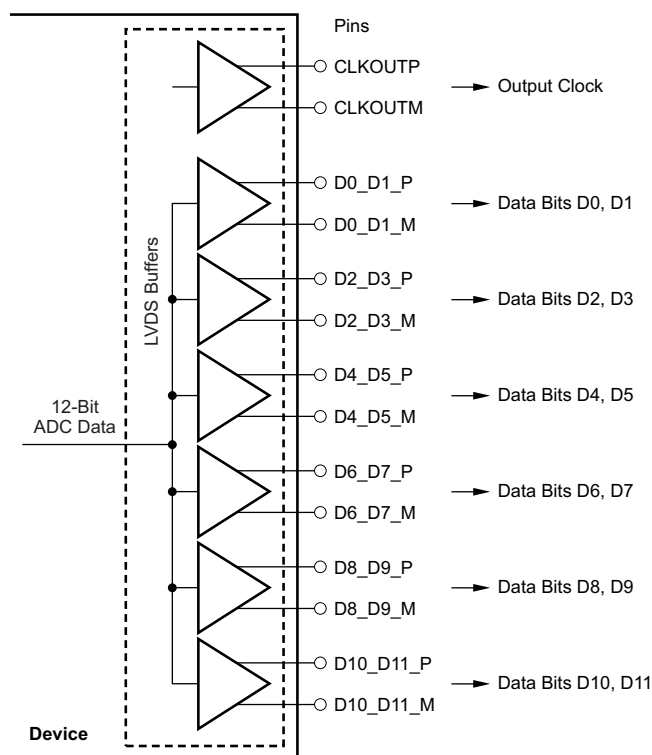 Pins
CLKOUTP
CLKOUTM
Output Clock
LVDS Buffers
D0_D1_P
D0_D1_M
Data Bits D0, D1
D2_D3_P
D2_D3_M
Data Bits D2, D3
D4_D5_P
D4_D5_M
Data Bits D4, D5
12-Bit
ADC Data
D6_D7_P
D6_D7_M
Data Bits D6, D7
D8_D9_P
D8_D9_M
Data Bits D8, D9
D10_D11_P
D10_D11_M
Data Bits D10, D11
Device